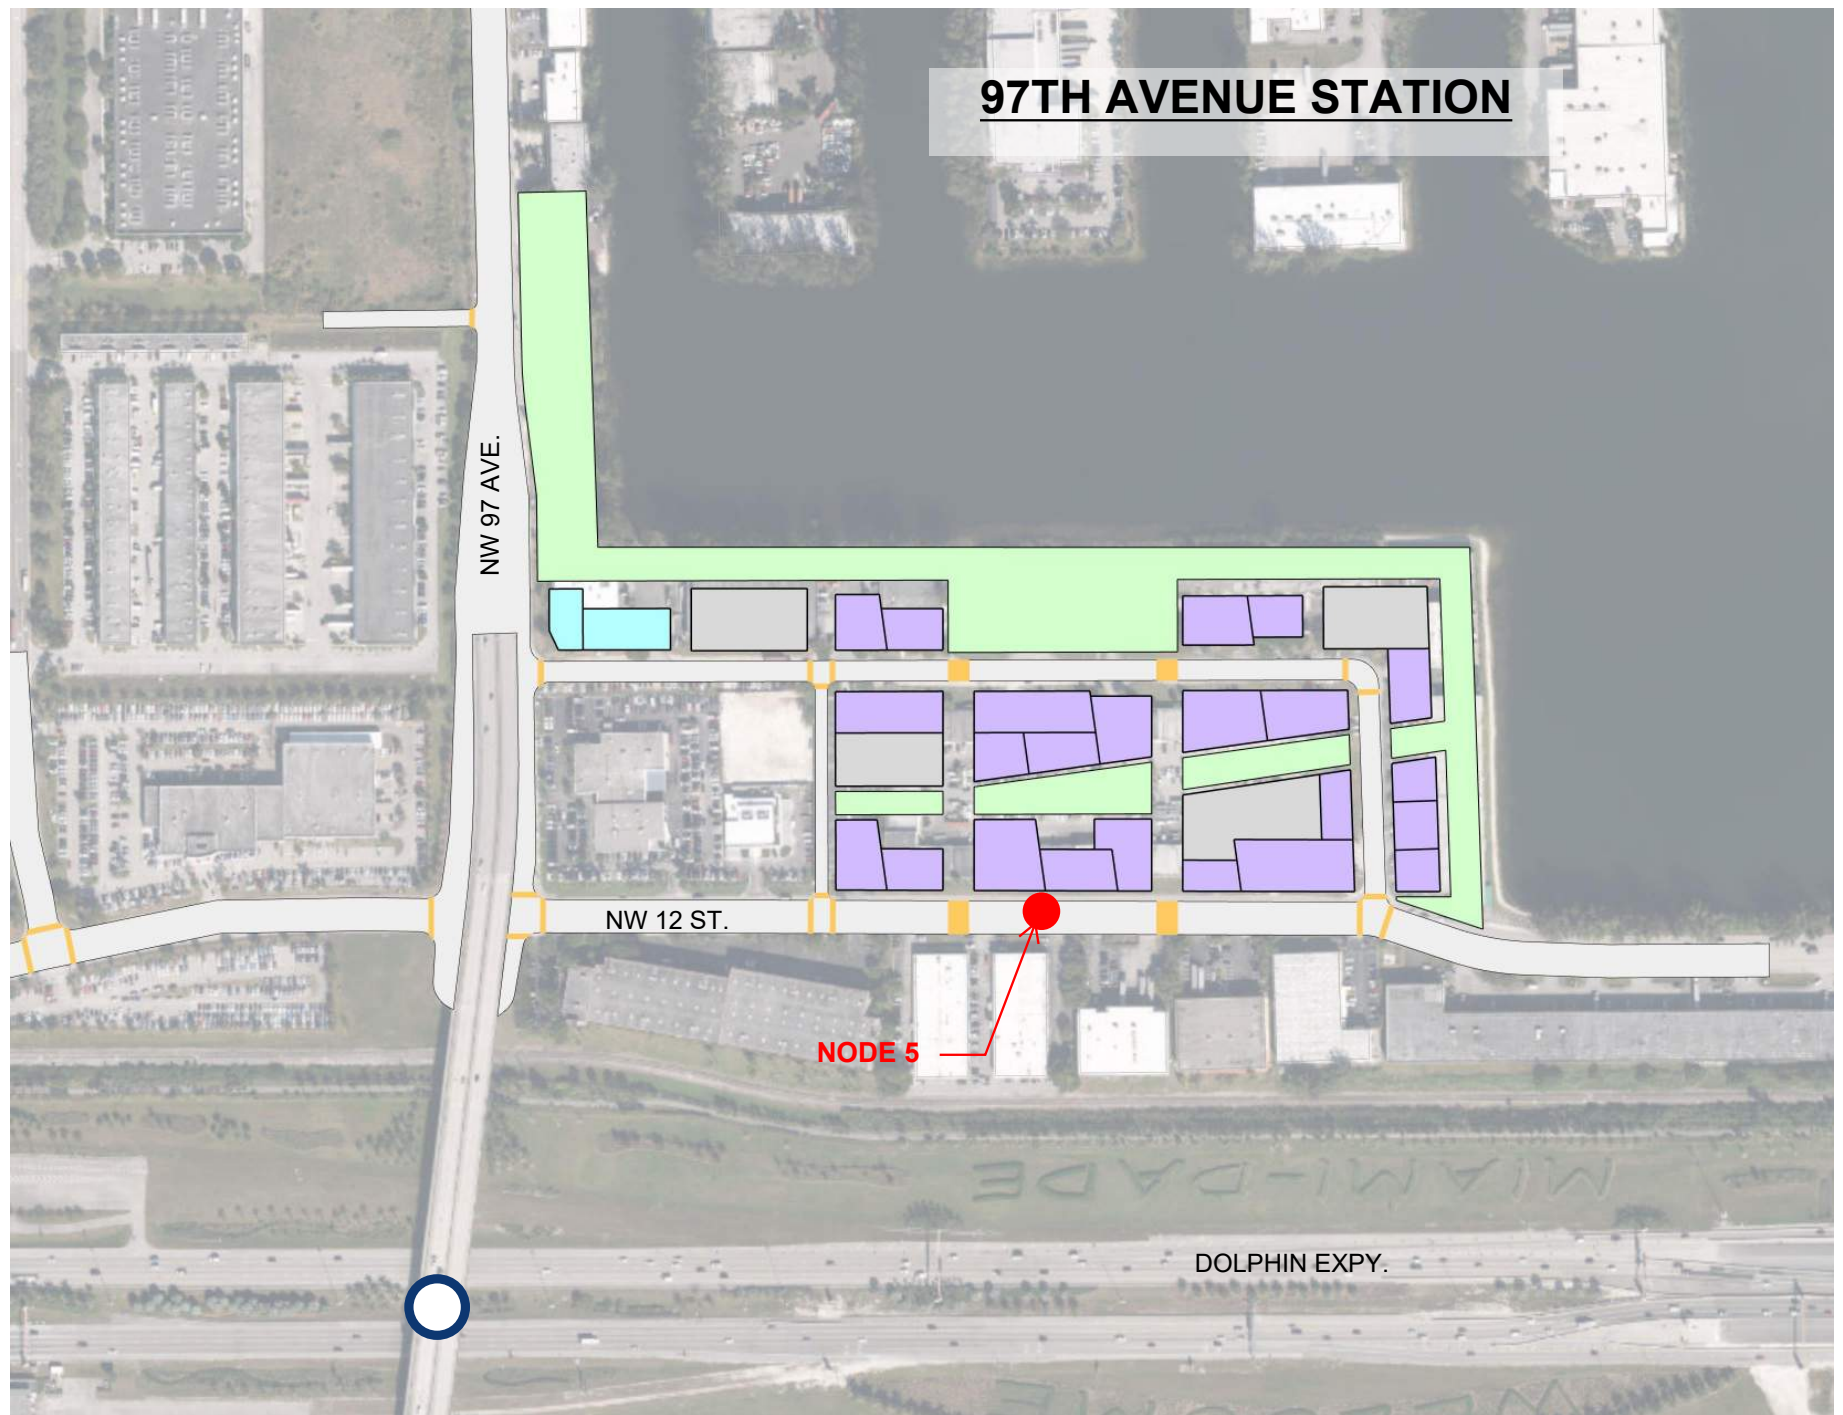 97TH AVENUE STATION
NW 97 AVE.
NW 12 ST.
NODE 5
MIAMI-DADE
DOLPHIN EXPY.